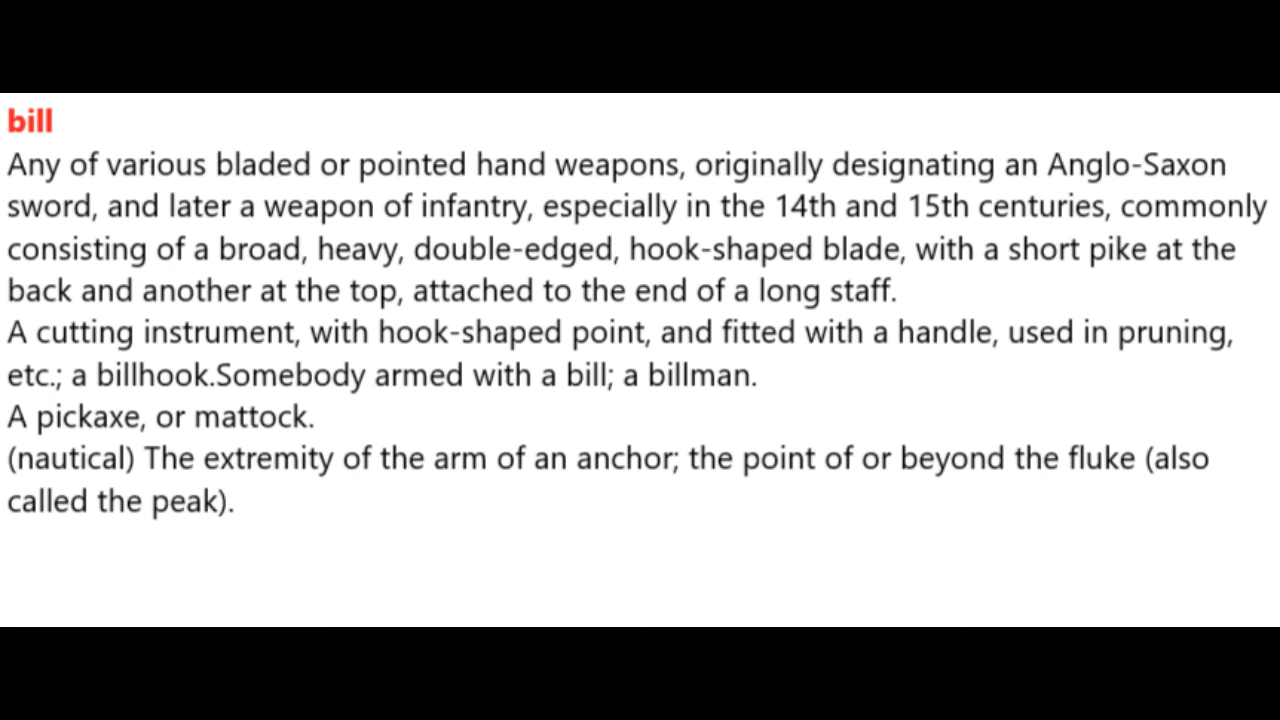 bill
Any of various bladed or pointed hand weapons, originally designating an Anglo-Saxon
sword, and later a weapon of infantry, especially in the 14th and 15th centuries, commonly
consisting of a broad, heavy, double-edged, hook-shaped blade, with a short pike at the
back and another at the top, attached to the end of a long staff.
A cutting instrument, with hook-shaped point, and fitted with a handle, used in pruning,
etc.; a billhook.Somebody armed with a bill; a billman.
A pickaxe, or mattock.
(nautical) The extremity of the arm of an anchor; the point of or beyond the fluke (also
called the peak).